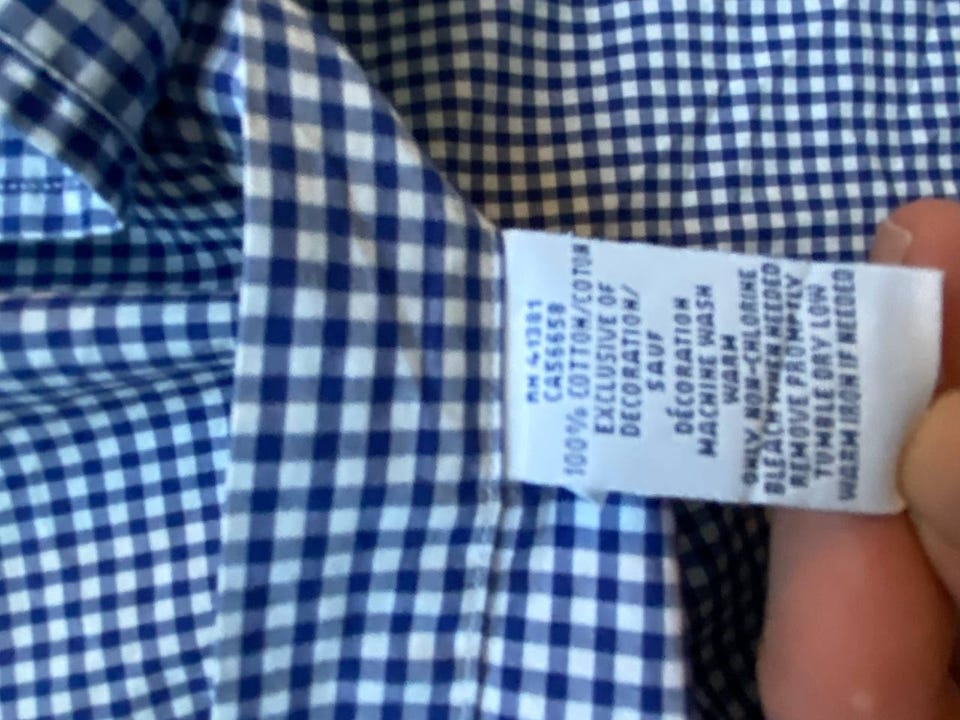 RN 41381
CA56658
100% COTTON/COTON
EXCLUSIVE OF
DECORATION/
SAUF
DÉCORATION
MACHINE WASH
WARM
ONLY NON-CHLORINE
BLEACH WHEN NEEDED
REMOVE PROMPTLY
TUMBLE DRY LOW
WARM IRON IF NEEDED